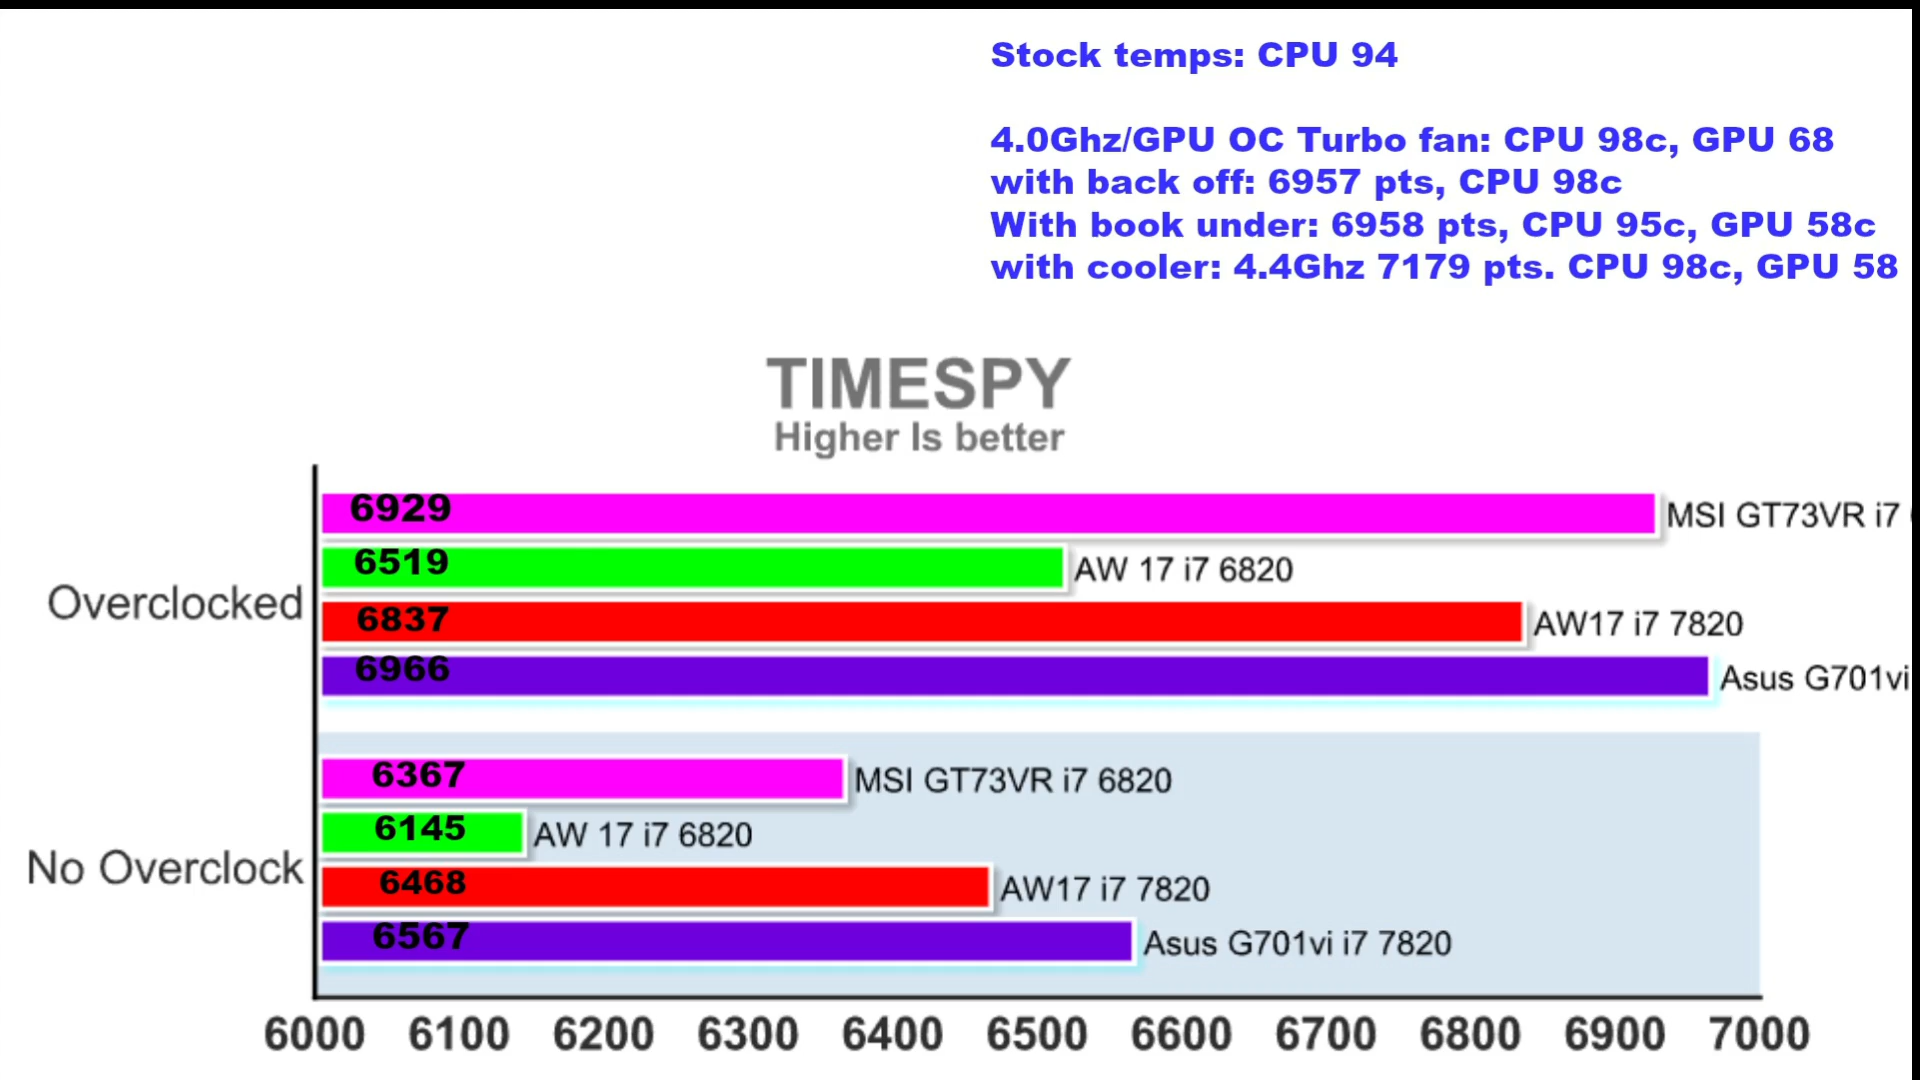 Stock temps: CPU 94
4.0Ghz/GPU OC Turbo fan: CPU 98c, GPU 68
with back off: 6957 pts, CPU 98c
With book under: 6958 pts, CPU 95c, GPU 58c
with cooler: 4.4Ghz 7179 pts. CPU 98c, GPU 58
TIMESPY
Higher Is better
Overclocked
6929 MSI GT73VR i7
6519 AW 17 i7 6820
6837 AW17 i7 7820
6966 Asus G701vi
No Overclock
6367 MSI GT73VR i7 6820
6145 AW 17 i7 6820
6468 AW17 i7 7820
6567 Asus G701vi i7 7820
6000 6100 6200 6300 6400 6500 6600 6700 6800 6900 7000